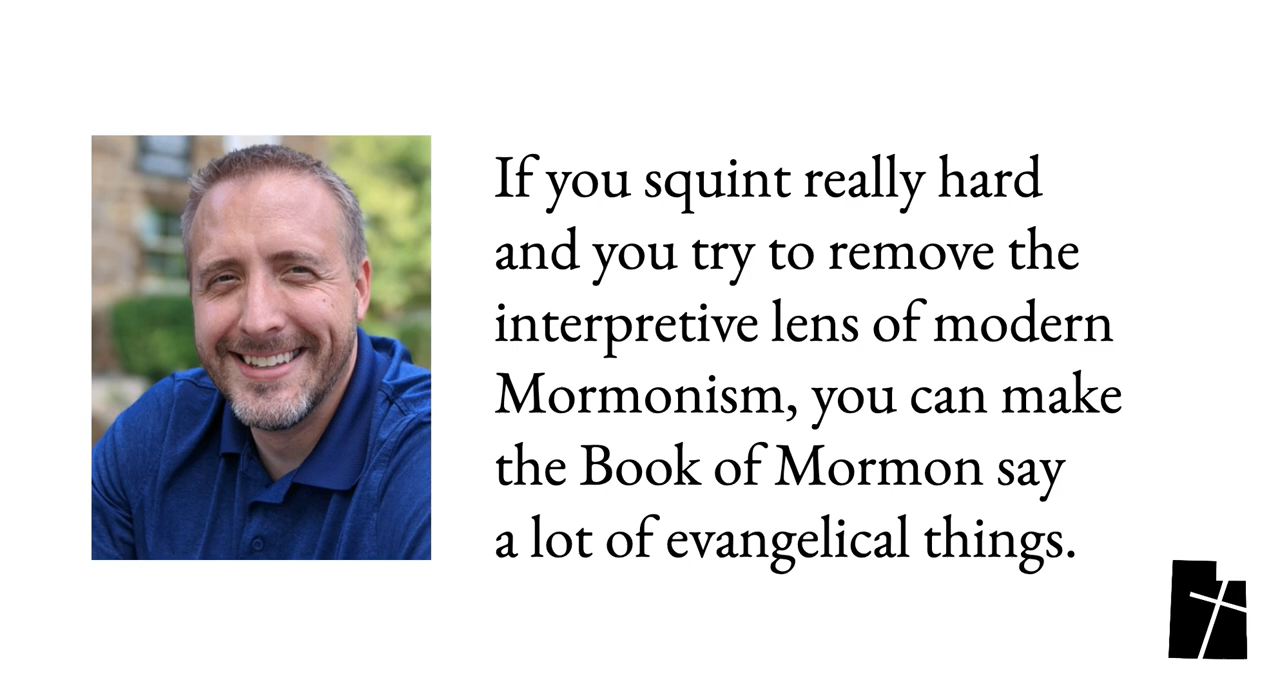 If you squint really hard
and you try to remove the
interpretive lens of modern
Mormonism, you can make
the Book of Mormon say
a lot of evangelical things.